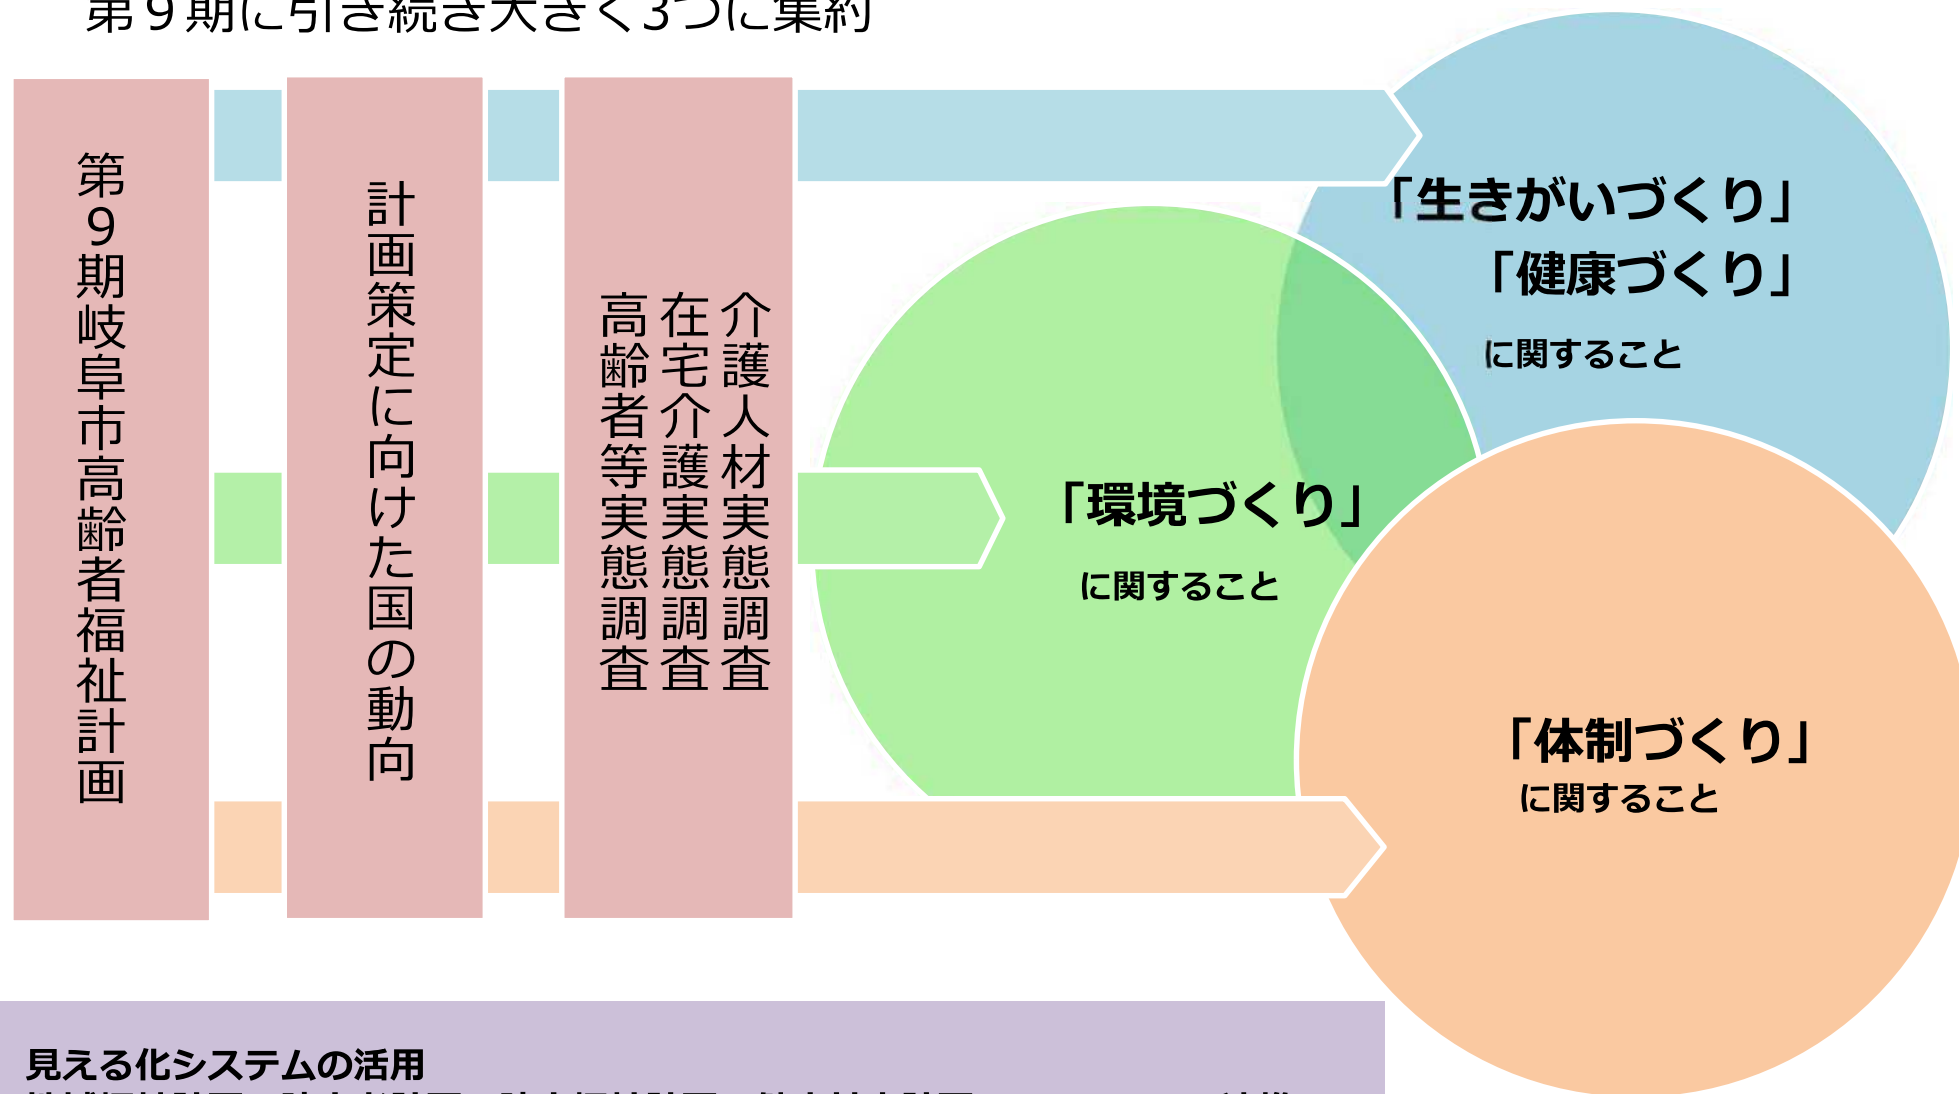 第９期に引き続き大きく3つに集約
第９期岐阜市高齢者福祉計画
計画策定に向けた国の動向
介護人材実態調査
在宅介護実態調査
高齢者等実態調査
「生きがいづくり」
「健康づくり」
に関すること
「環境づくり」
に関すること
「体制づくり」
に関すること
見える化システムの活用